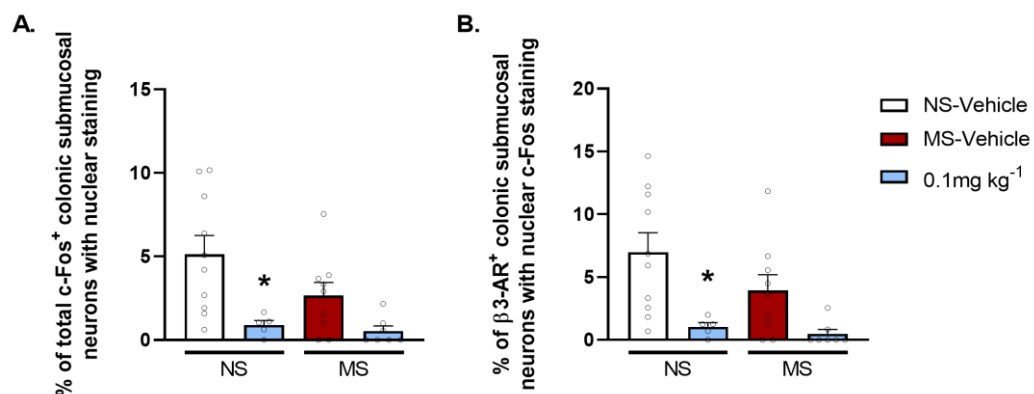 A.
% of total c-Fos⁺ colonic submucosal
neurons with nuclear staining
15
10
5
0
*
NS
MS
B.
% of β3-AR⁺ colonic submucosal
neurons with nuclear c-Fos staining
20
15
10
5
0
*
NS
MS
NS-Vehicle
MS-Vehicle
0.1mg kg⁻¹